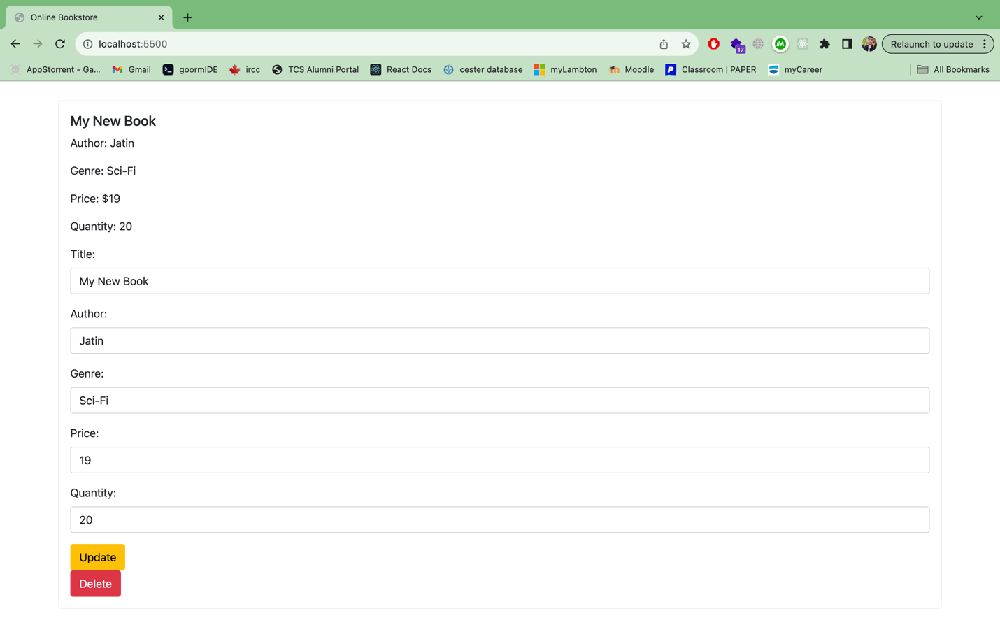 Online Bookstore
localhost:5500
17
Relaunch to update
AppStorrent - Ga... Gmail goormIDE ircc TCS Alumni Portal React Docs cester database myLambton Moodle Classroom | PAPER myCareer All Bookmarks
My New Book
Author: Jatin
Genre: Sci-Fi
Price: $19
Quantity: 20
Title:
My New Book
Author:
Jatin
Genre:
Sci-Fi
Price:
19
Quantity:
20
Update
Delete